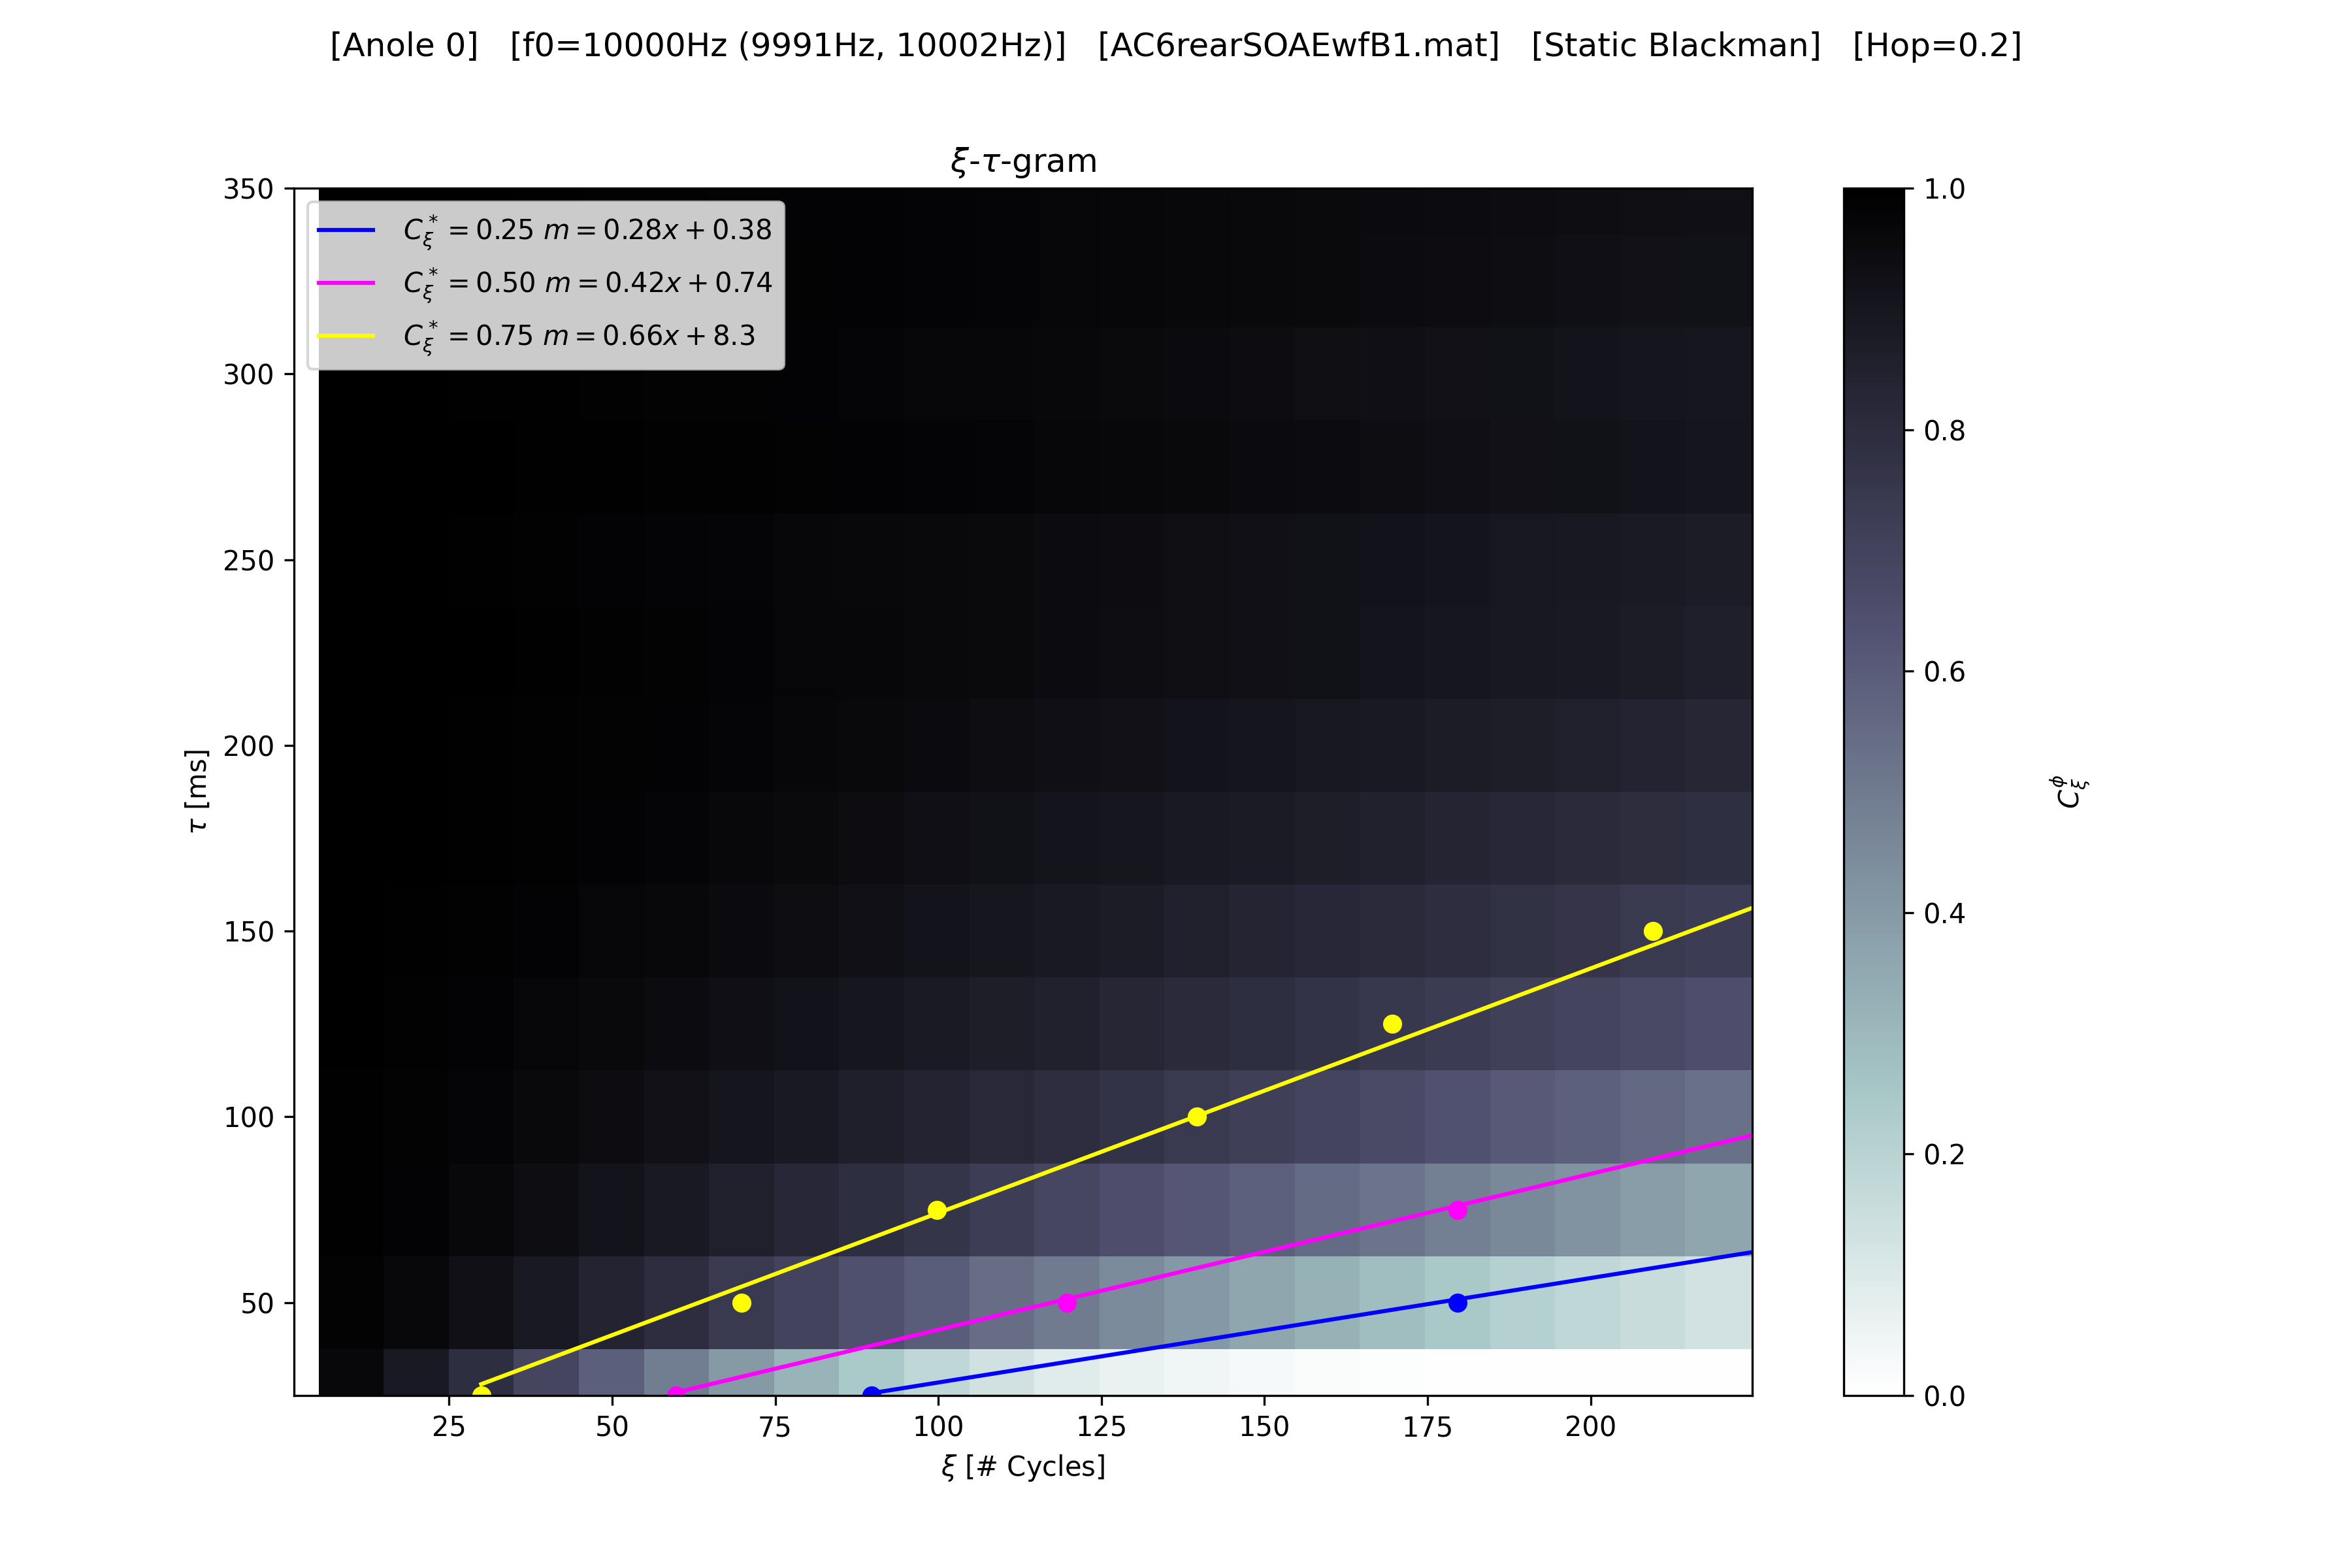 [Anole 0]   [f0=10000Hz (9991Hz, 10002Hz)]   [AC6rearSOAEwfB1.mat]   [Static Blackman]   [Hop=0.2]
ξ-τ-gram
C*ξ = 0.25 m = 0.28x + 0.38
C*ξ = 0.50 m = 0.42x + 0.74
C*ξ = 0.75 m = 0.66x + 8.3
350
300
250
200
150
100
50
τ [ms]
25 50 75 100 125 150 175 200
ξ [# Cycles]
1.0
0.8
0.6
0.4
0.2
0.0
C^ϕ_ξ